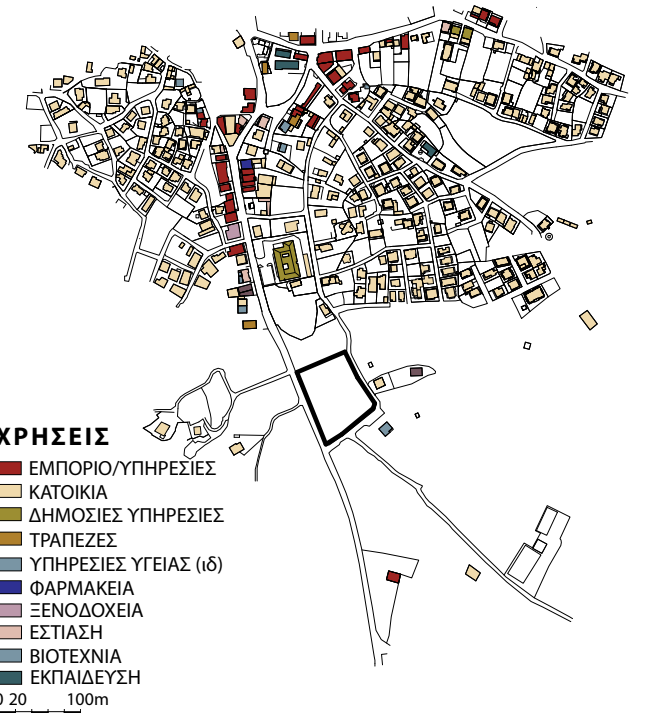 ΧΡΗΣΕΙΣ
ΕΜΠΟΡΙΟ/ΥΠΗΡΕΣΙΕΣ
ΚΑΤΟΙΚΙΑ
ΔΗΜΟΣΙΕΣ ΥΠΗΡΕΣΙΕΣ
ΤΡΑΠΕΖΕΣ
ΥΠΗΡΕΣΙΕΣ ΥΓΕΙΑΣ (ιδ)
ΦΑΡΜΑΚΕΙΑ
ΞΕΝΟΔΟΧΕΙΑ
ΕΣΤΙΑΣΗ
ΒΙΟΤΕΧΝΙΑ
ΕΚΠΑΙΔΕΥΣΗ
0 20 100m